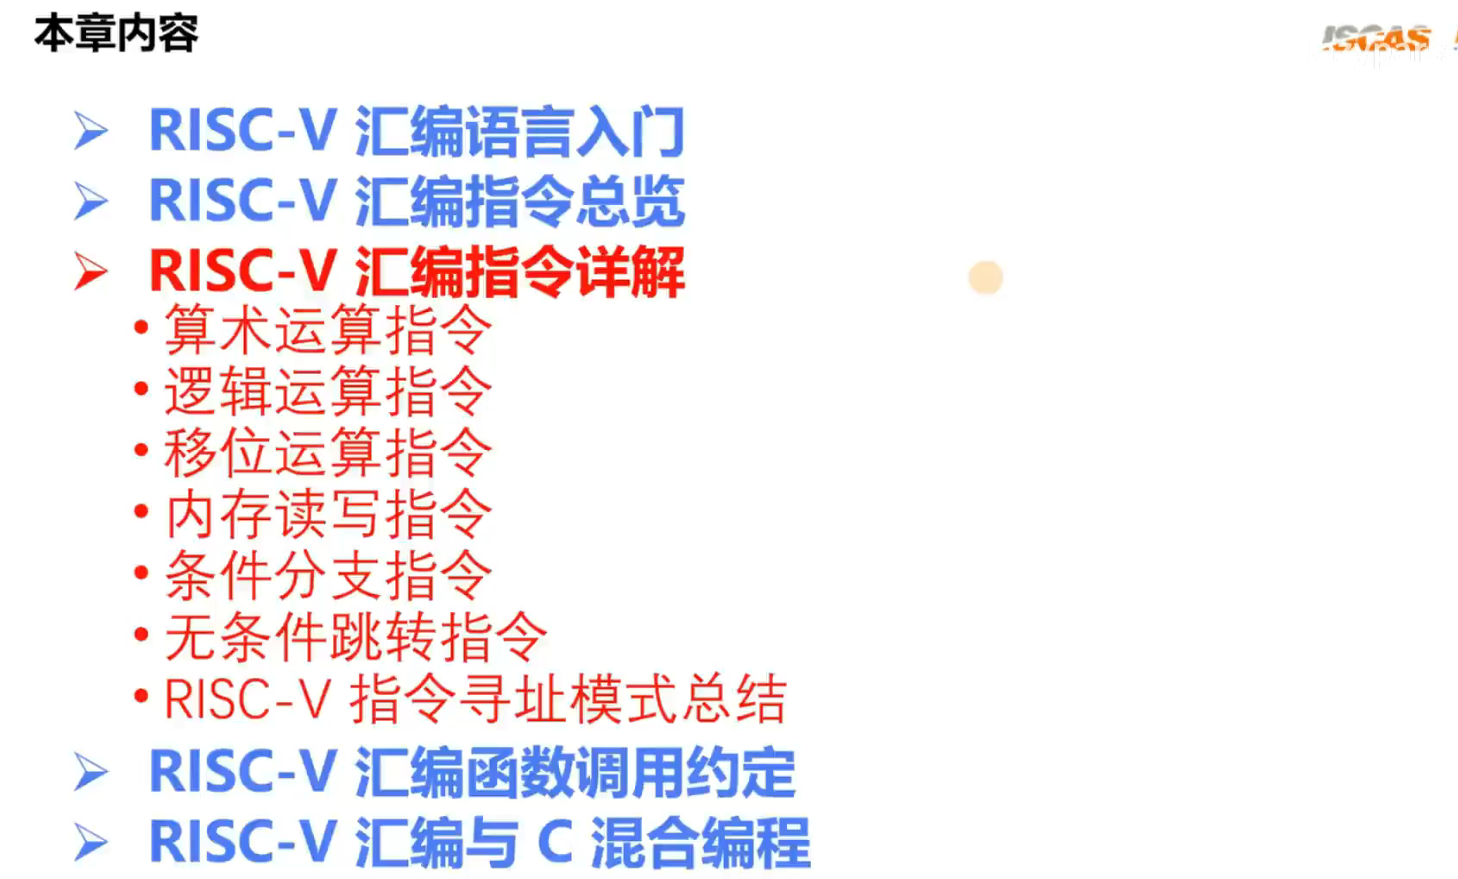 本章内容
ISCAS
➢ RISC-V 汇编语言入门
➢ RISC-V 汇编指令总览
➢ RISC-V 汇编指令详解
• 算术运算指令
• 逻辑运算指令
• 移位运算指令
• 内存读写指令
• 条件分支指令
• 无条件跳转指令
• RISC-V 指令寻址模式总结
➢ RISC-V 汇编函数调用约定
➢ RISC-V 汇编与 C 混合编程